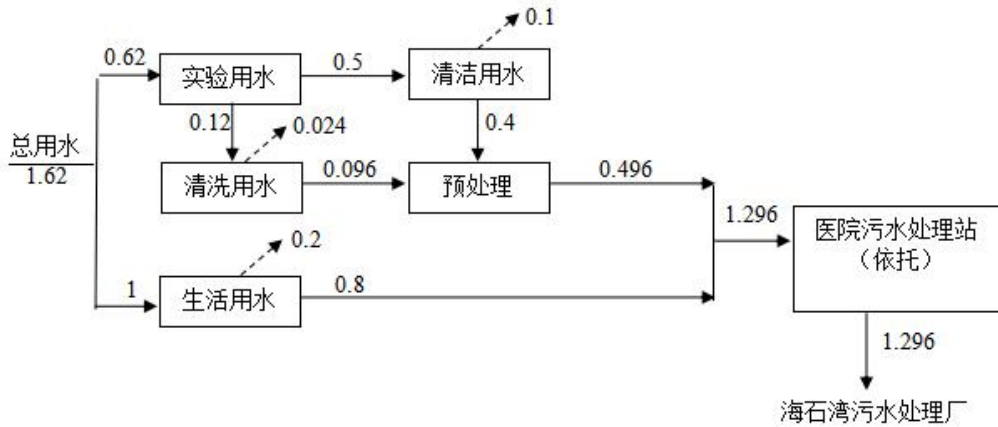 0.1
0.62
实验用水
0.5
清洁用水
0.12
0.024
0.4
总用水
1.62
清洗用水
0.096
预处理
0.496
1.296
医院污水处理站
（依托）
0.2
1
生活用水
0.8
1.296
海石湾污水处理厂